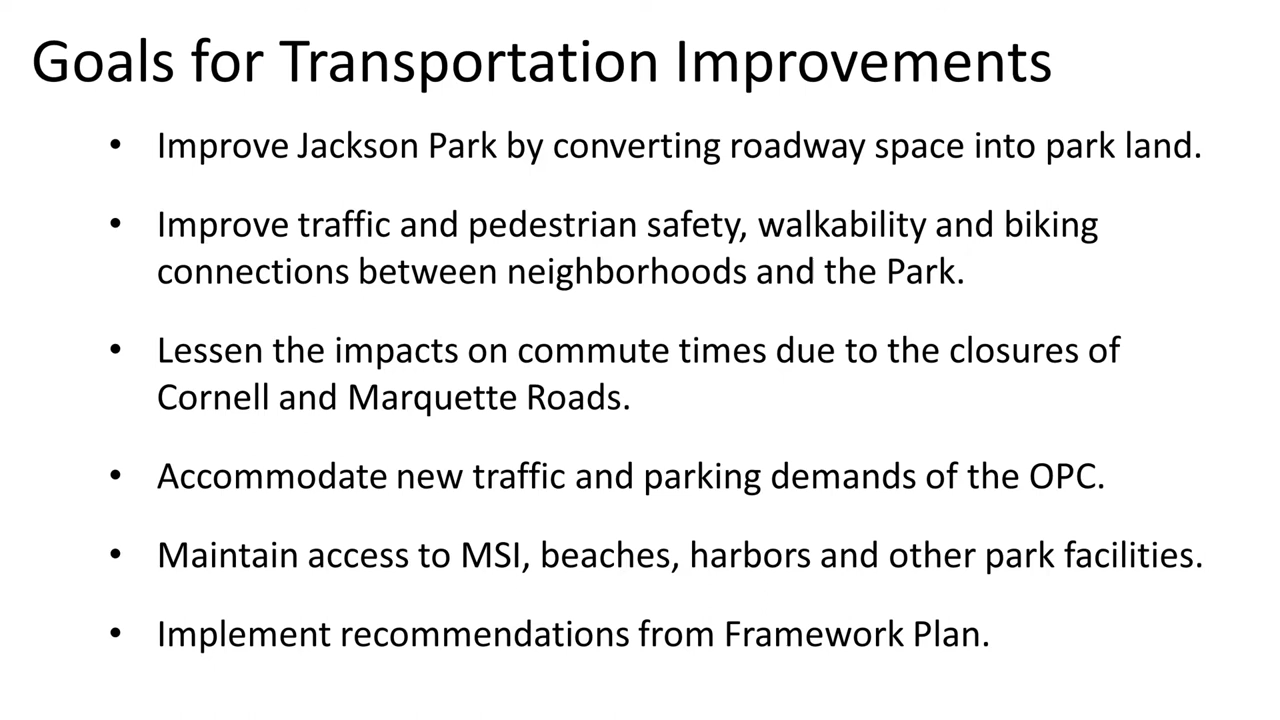 Goals for Transportation Improvements
• Improve Jackson Park by converting roadway space into park land.
• Improve traffic and pedestrian safety, walkability and biking
connections between neighborhoods and the Park.
• Lessen the impacts on commute times due to the closures of
Cornell and Marquette Roads.
• Accommodate new traffic and parking demands of the OPC.
• Maintain access to MSI, beaches, harbors and other park facilities.
• Implement recommendations from Framework Plan.